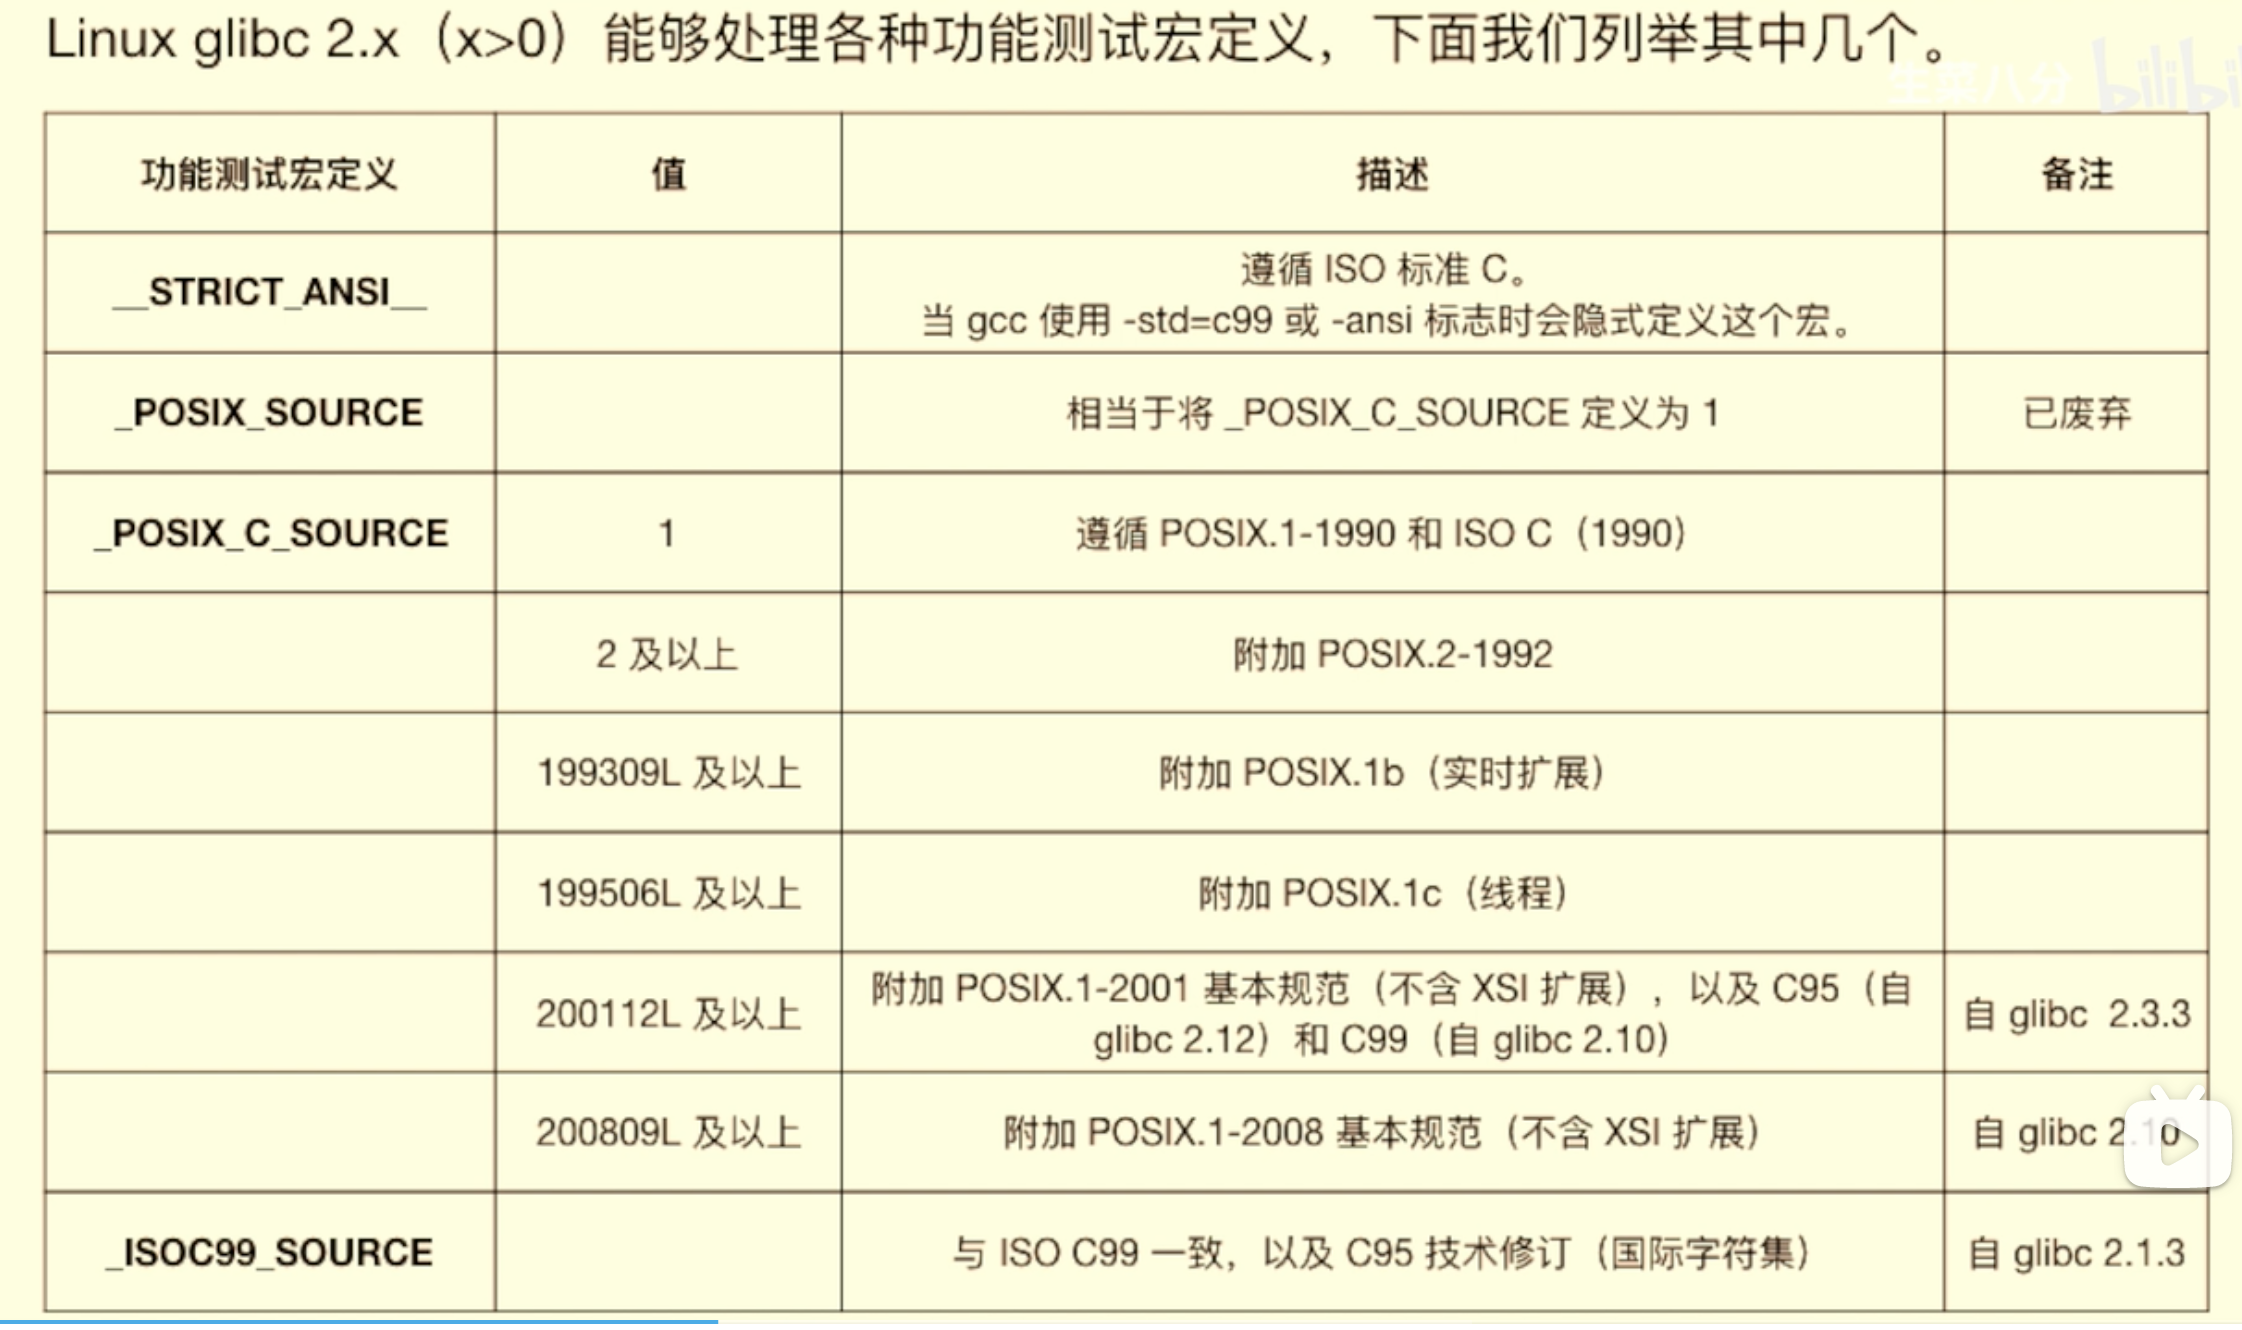 Linux glibc 2.x（x>0）能够处理各种功能测试宏定义，下面我们列举其中几个。
生菜八分 bilibi
功能测试宏定义 值 描述 备注
__STRICT_ANSI__ 遵循 ISO 标准 C。
当 gcc 使用 -std=c99 或 -ansi 标志时会隐式定义这个宏。
_POSIX_SOURCE 相当于将 _POSIX_C_SOURCE 定义为 1 已废弃
_POSIX_C_SOURCE 1 遵循 POSIX.1-1990 和 ISO C（1990）
2 及以上 附加 POSIX.2-1992
199309L 及以上 附加 POSIX.1b（实时扩展）
199506L 及以上 附加 POSIX.1c（线程）
200112L 及以上 附加 POSIX.1-2001 基本规范（不含 XSI 扩展），以及 C95（自
glibc 2.12）和 C99（自 glibc 2.10） 自 glibc 2.3.3
200809L 及以上 附加 POSIX.1-2008 基本规范（不含 XSI 扩展） 自 glibc 2.10
_ISOC99_SOURCE 与 ISO C99 一致，以及 C95 技术修订（国际字符集） 自 glibc 2.1.3